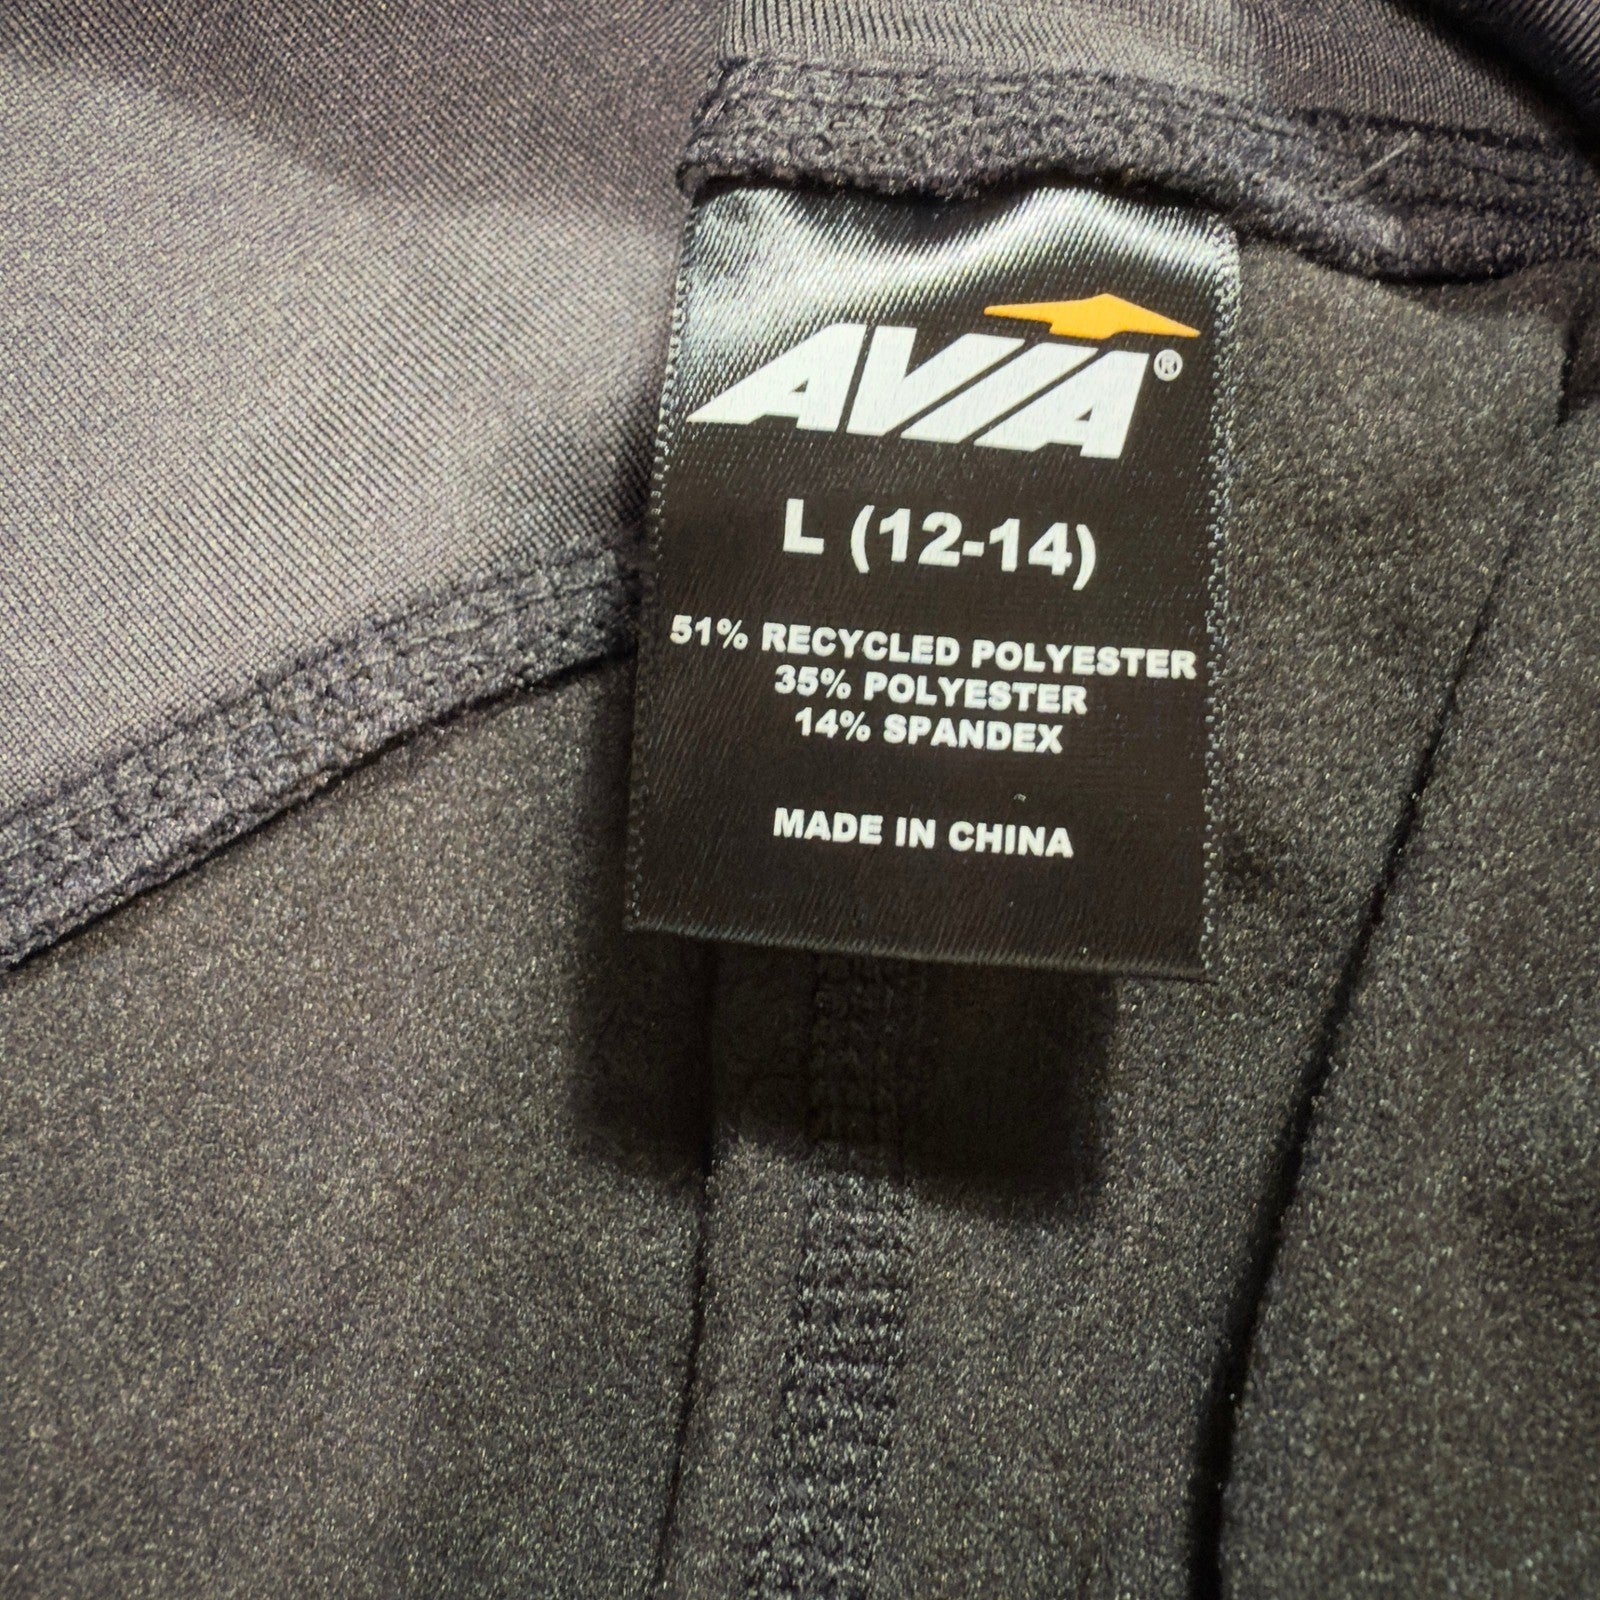 AVIA®
L (12-14)
51% RECYCLED POLYESTER
35% POLYESTER
14% SPANDEX
MADE IN CHINA